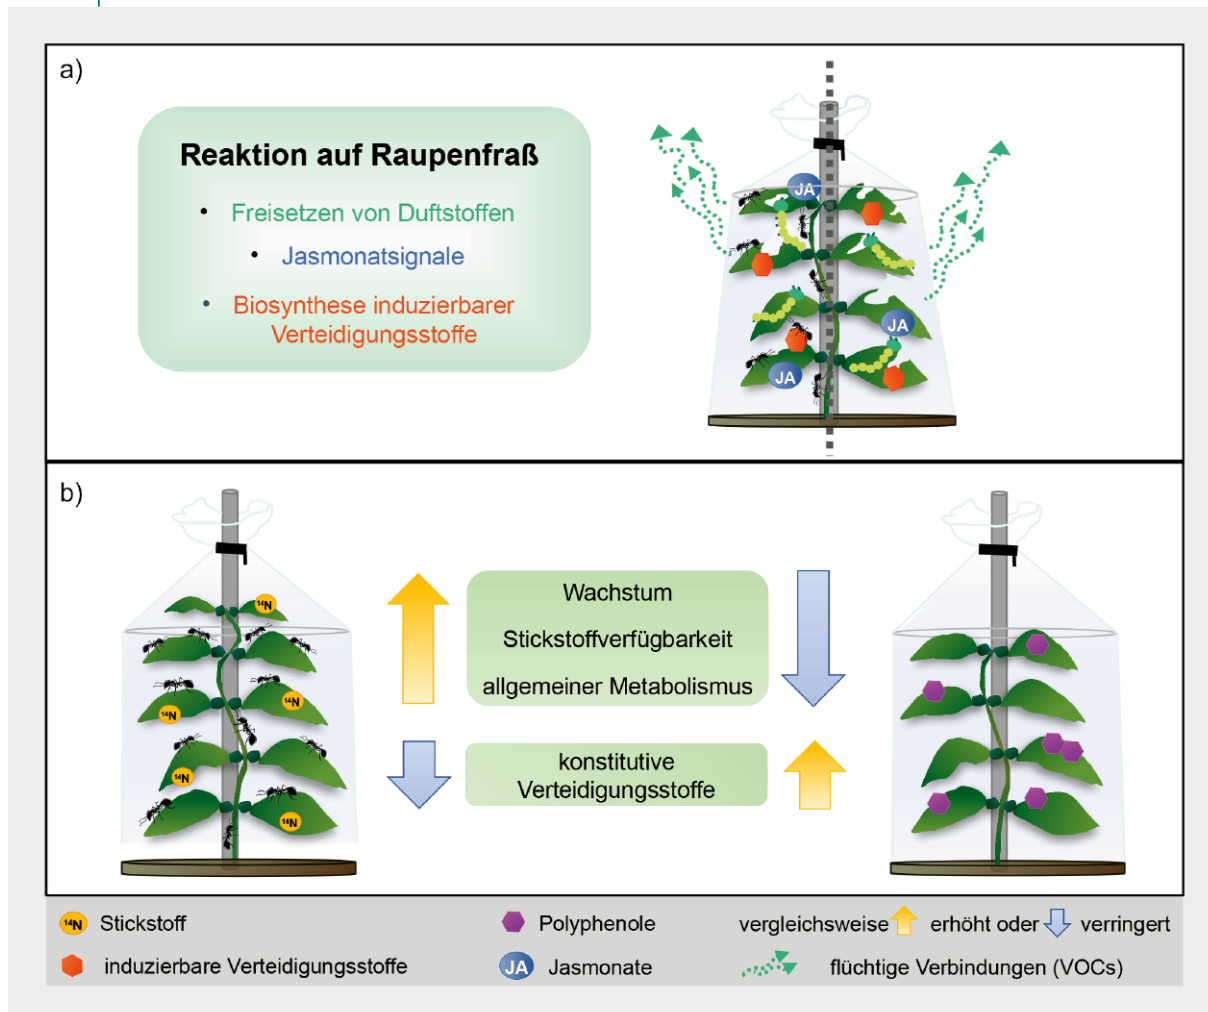 a)
Reaktion auf Raupenfraß
• Freisetzen von Duftstoffen
• Jasmonatsignale
• Biosynthese induzierbarer
Verteidigungsstoffe
JA
JA
JA
b)
14N
14N
14N
14N
14N
Wachstum
Stickstoffverfügbarkeit
allgemeiner Metabolismus
konstitutive
Verteidigungsstoffe
14N Stickstoff
Polyphenole
vergleichsweise erhöht oder verringert
induzierbare Verteidigungsstoffe
JA Jasmonate
flüchtige Verbindungen (VOCs)